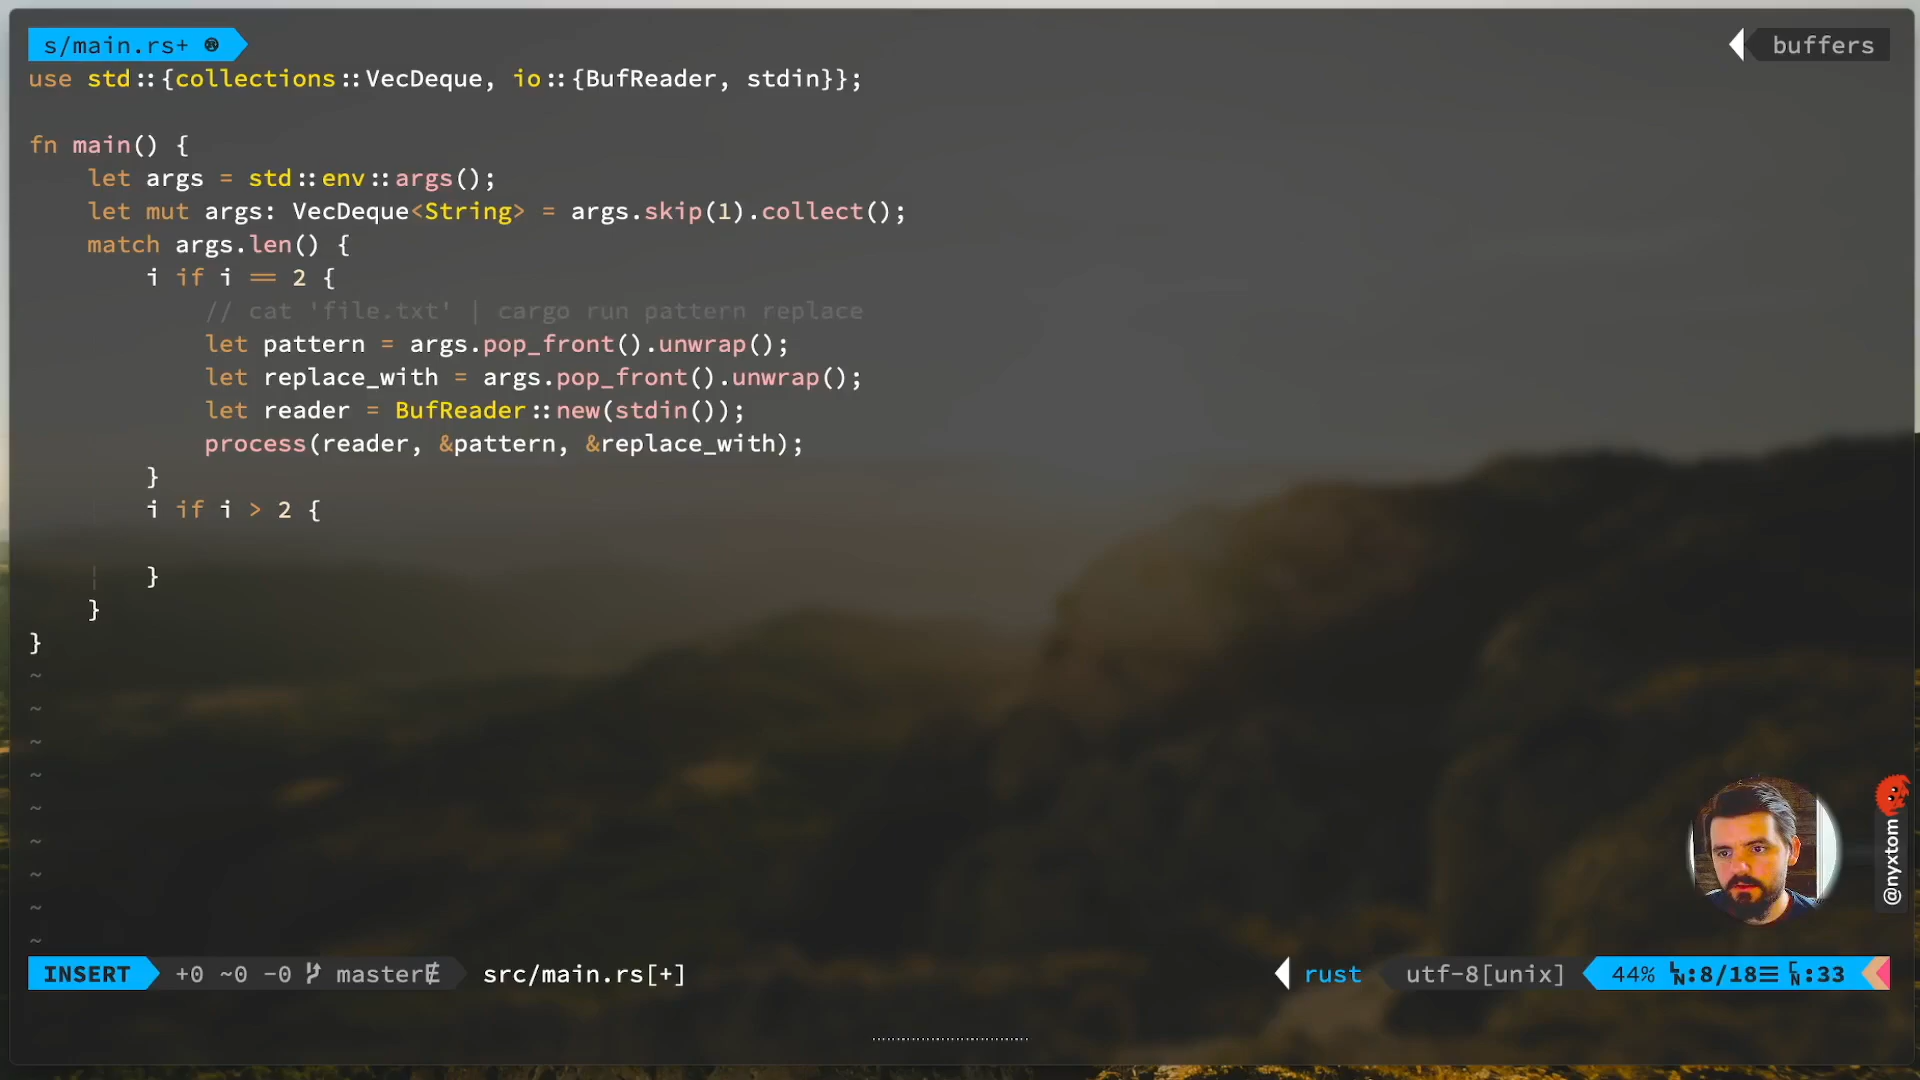 s/main.rs+
buffers
use std::{collections::VecDeque, io::{BufReader, stdin}};
fn main() {
    let args = std::env::args();
    let mut args: VecDeque<String> = args.skip(1).collect();
    match args.len() {
        i if i == 2 {
            // cat 'file.txt' | cargo run pattern replace
            let pattern = args.pop_front().unwrap();
            let replace_with = args.pop_front().unwrap();
            let reader = BufReader::new(stdin());
            process(reader, &pattern, &replace_with);
        }
        i if i > 2 {
        }
    }
}
~
~
~
~
~
~
~
~
~
@nyxtom
INSERT +0 ~0 -0 master src/main.rs[+] rust utf-8[unix] 44% LN:8/18≡ CN:33